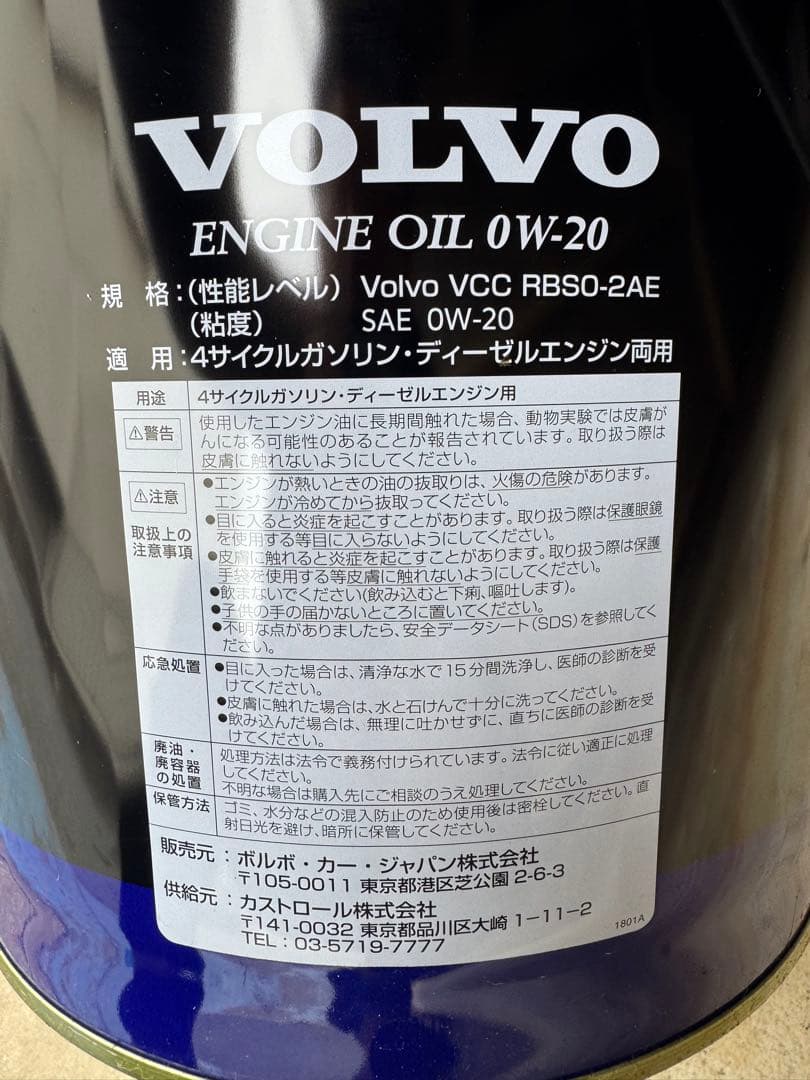 VOLVO
ENGINE OIL 0W-20
規 格：（性能レベル） Volvo VCC RBS0-2AE
（粘度） SAE 0W-20
適 用：4サイクルガソリン・ディーゼルエンジン両用
用途 4サイクルガソリン・ディーゼルエンジン用
⚠警告 使用したエンジン油に長期間触れた場合、動物実験では皮膚が
んになる可能性のあることが報告されています。取り扱う際は
皮膚に触れないようにしてください。
⚠注意
取扱上の
注意事項
●エンジンが熱いときの油の抜取りは、火傷の危険があります。
エンジンが冷めてから抜取ってください。
●目に入ると炎症を起こすことがあります。取り扱う際は保護眼鏡
を使用する等目に入らないようにしてください。
●皮膚に触れると炎症を起こすことがあります。取り扱う際は保護
手袋を使用する等皮膚に触れないようにしてください。
●飲まないでください(飲み込むと下痢、嘔吐します)。
●子供の手の届かないところに置いてください。
●不明な点がありましたら、安全データシート(SDS)を参照してく
ださい。
応急処置
●目に入った場合は、清浄な水で15分間洗浄し、医師の診断を受
けてください。
●皮膚に触れた場合は、水と石けんで十分に洗ってください。
●飲み込んだ場合は、無理に吐かせずに、直ちに医師の診断を受
けてください。
廃油・
廃容器
の処置
処理方法は法令で義務付けられています。法令に従い適正に処理
してください。
不明な場合は購入先にご相談のうえ処理してください。
保管方法 ゴミ、水分などの混入防止のため使用後は密栓してください。直
射日光を避け、暗所に保管してください。
販売元：ボルボ・カー・ジャパン株式会社
〒105-0011 東京都港区芝公園 2-6-3
供給元：カストロール株式会社
〒141-0032 東京都品川区大崎 1-11-2
TEL：03-5719-7777
1801A